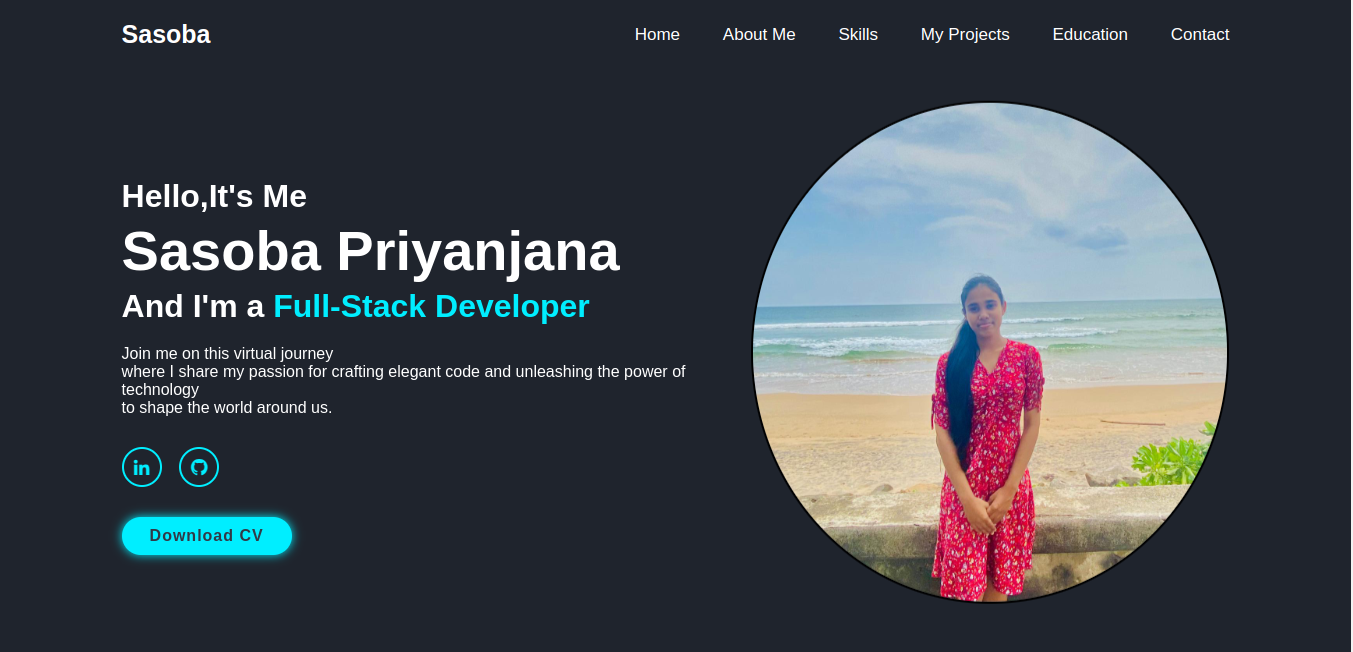 Sasoba
Home
About Me
Skills
My Projects
Education
Contact
Hello,It's Me
Sasoba Priyanjana
And I'm a Full-Stack Developer
Join me on this virtual journey
where I share my passion for crafting elegant code and unleashing the power of
technology
to shape the world around us.
in
Download CV